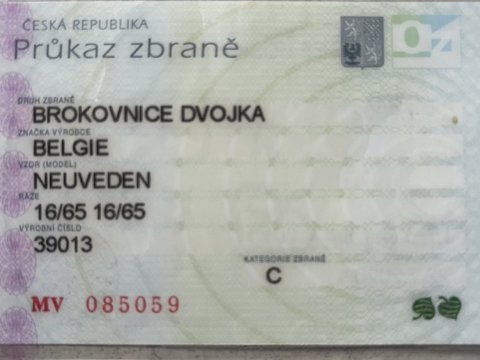 ČESKÁ REPUBLIKA
Průkaz zbraně
DRUH ZBRANĚ
BROKOVNICE DVOJKA
ZNAČKA VÝROBCE
BELGIE
VZOR (MODEL)
NEUVEDEN
RÁŽE
16/65 16/65
VÝROBNÍ ČÍSLO
39013
KATEGORIE ZBRANĚ
C
MV 085059